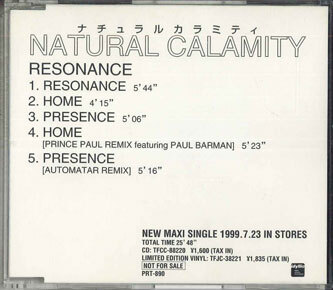 ナチュラルカラミティ
NATURAL CALAMITY
RESONANCE
1. RESONANCE 5'44"
2. HOME 4'15"
3. PRESENCE 5'06"
4. HOME
[PRINCE PAUL REMIX featuring PAUL BARMAN] 5'23"
5. PRESENCE
[AUTOMATAR REMIX] 5'16"
NEW MAXI SINGLE 1999.7.23 IN STORES
TOTAL TIME 25'48"
CD: TFCC-88220 ¥1,600 (TAX IN)
LIMITED EDITION VINYL: TFJC-38221 ¥1,835 (TAX IN)
NOT FOR SALE
PRT-890